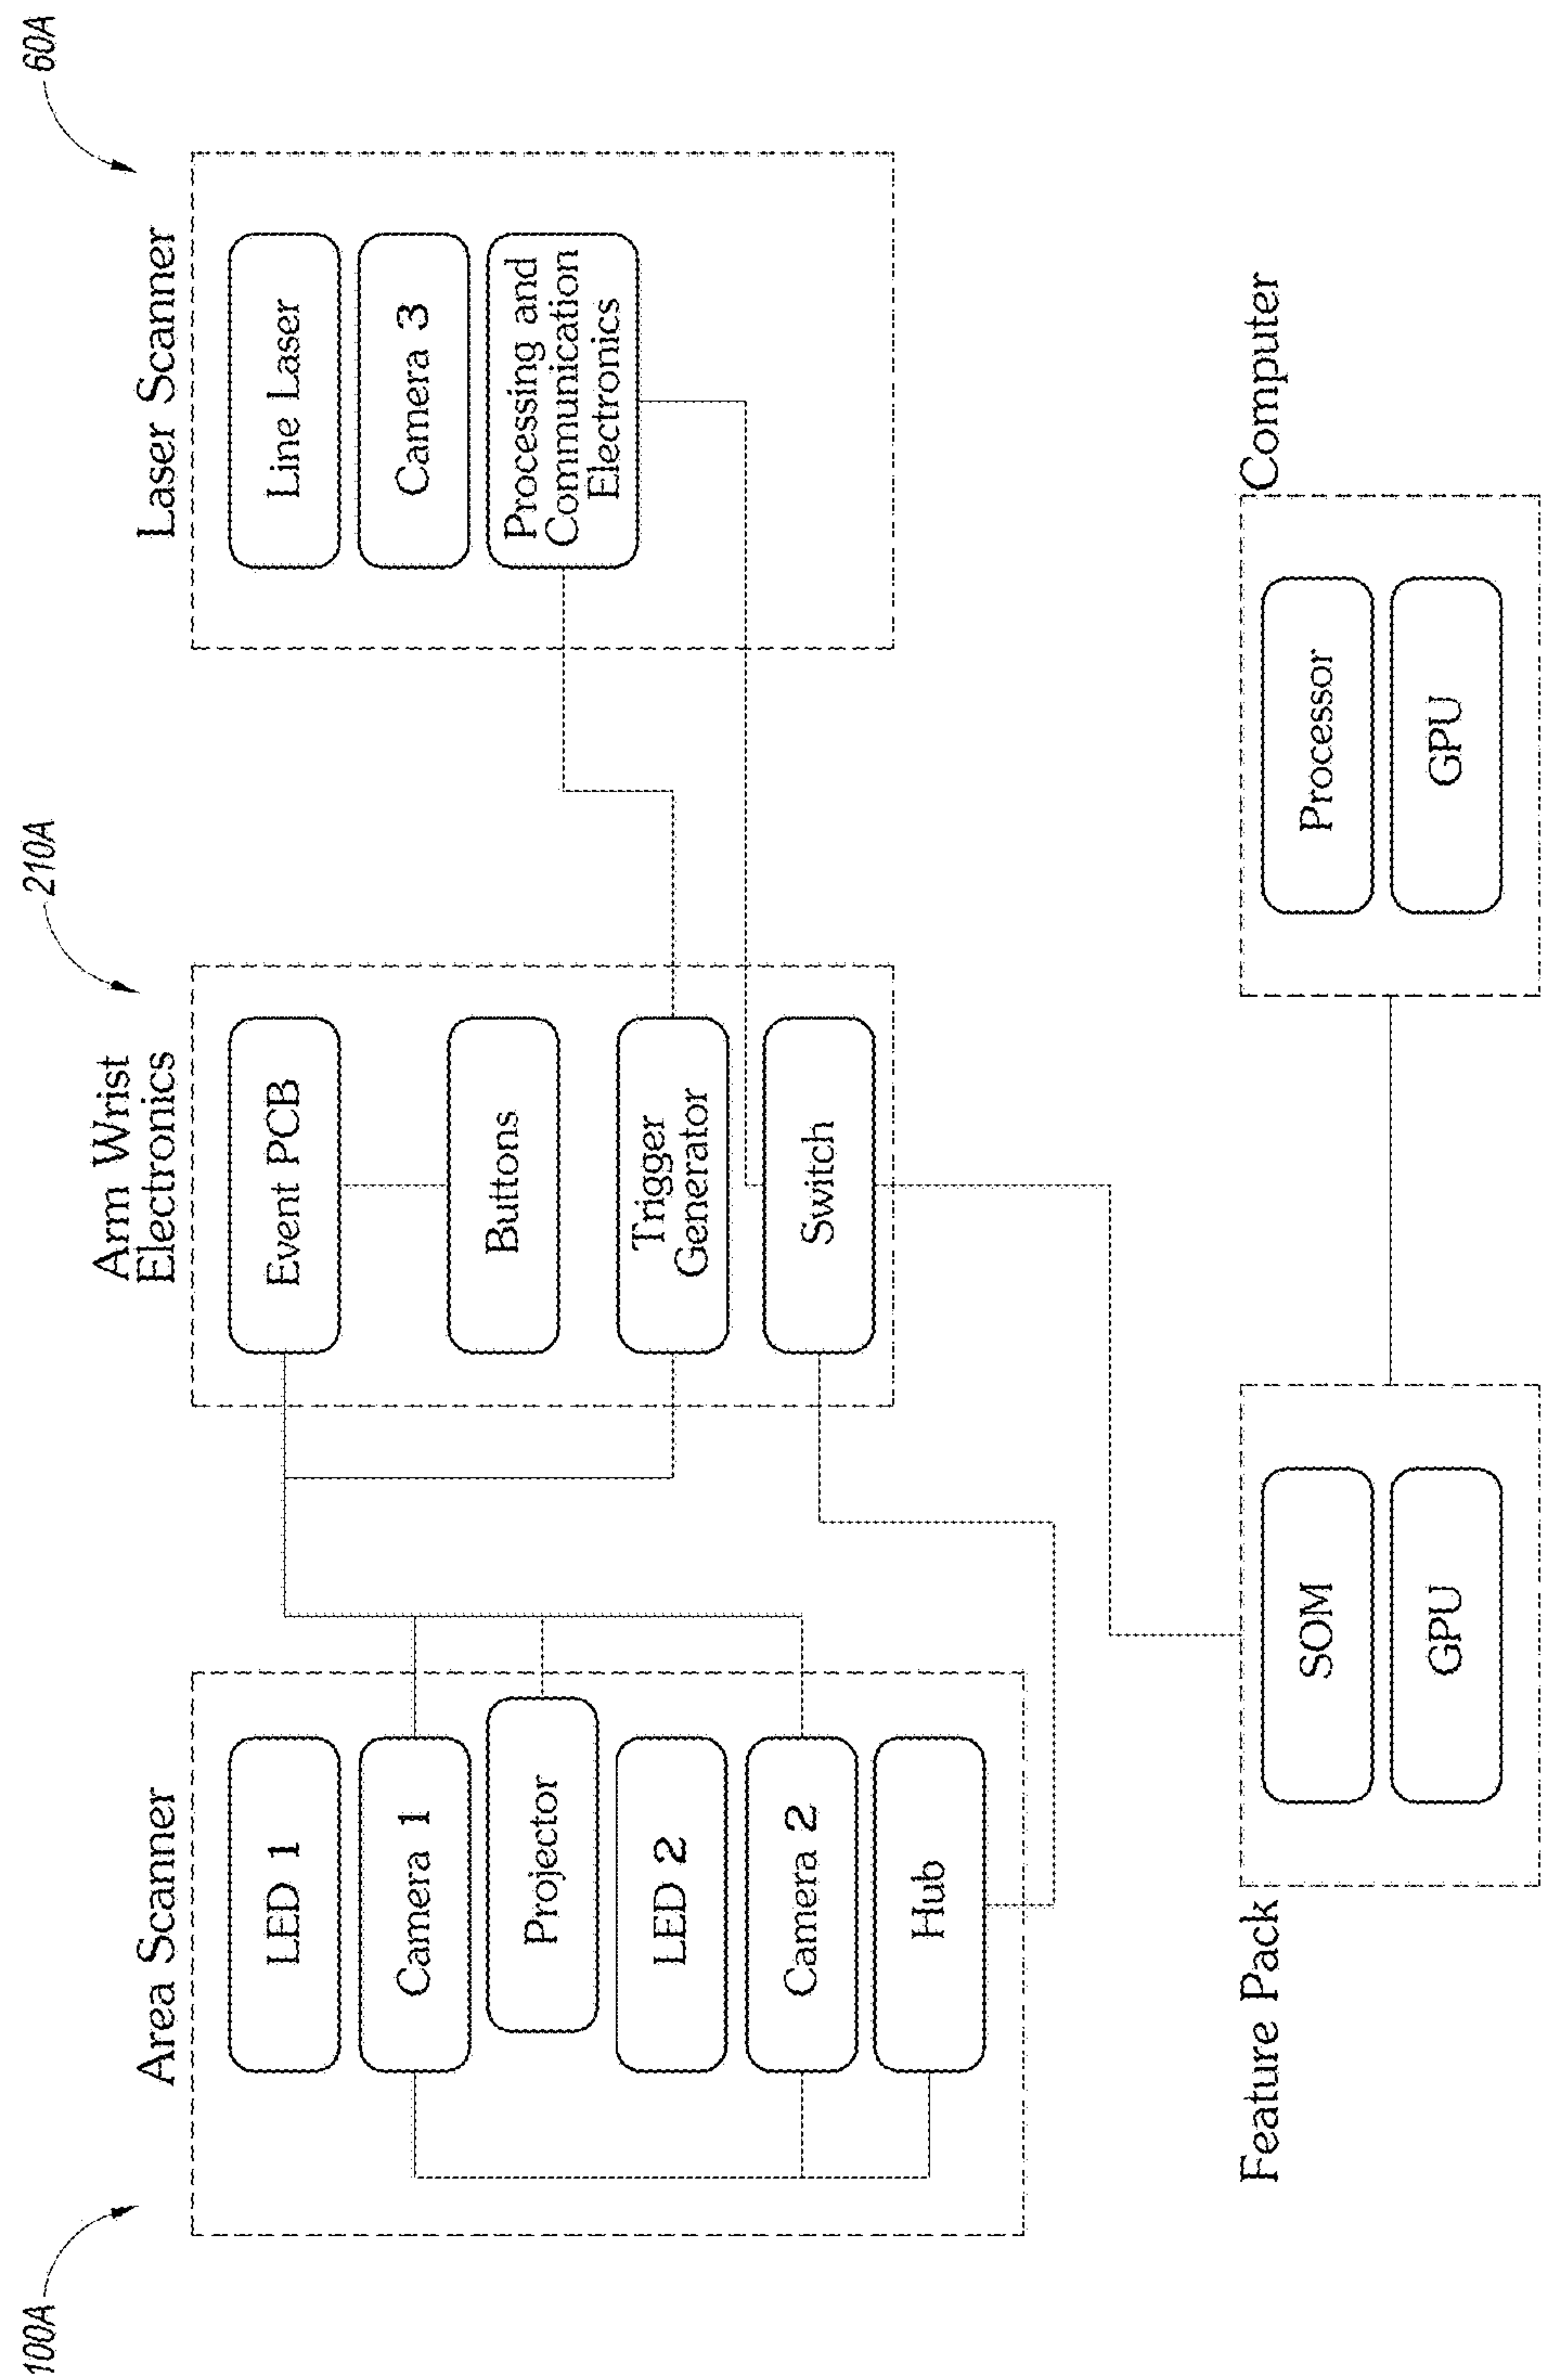 100A
Area Scanner
LED 1
Camera 1
Projector
LED 2
Camera 2
Hub
210A
Arm Wrist
Electronics
Event PCB
Buttons
Trigger
Generator
Switch
60A
Laser Scanner
Line Laser
Camera 3
Processing and
Communication
Electronics
Feature Pack
SOM
GPU
Computer
Processor
GPU